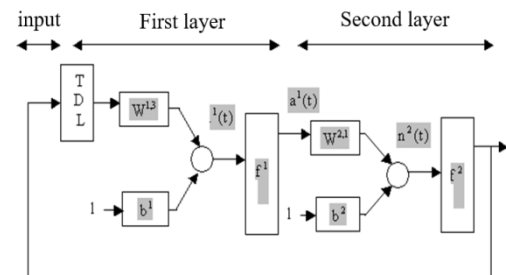 input First layer Second layer
T
D
L
W1,3
1(t)
f1
a1(t)
W2,1
n2(t)
f2
1 b1
1 b2